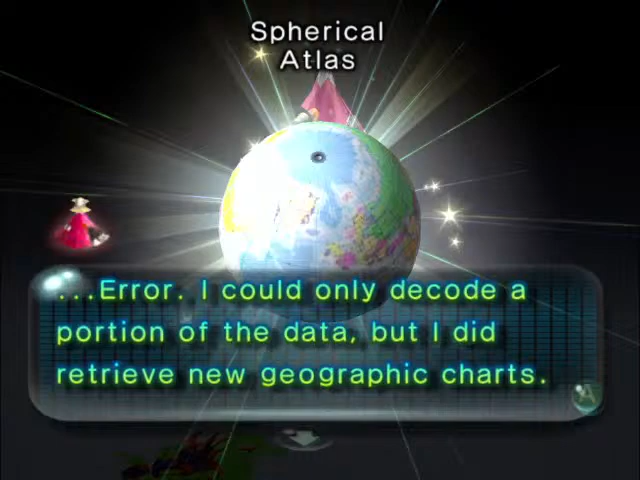 Spherical
Atlas
...Error. I could only decode a
portion of the data, but I did
retrieve new geographic charts.
A